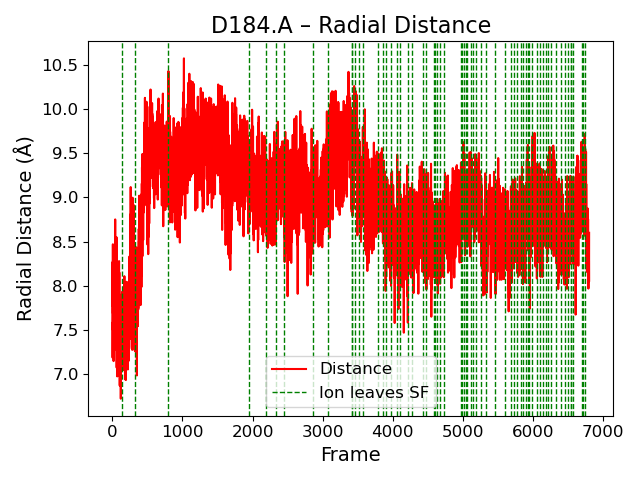 D184.A – Radial Distance
Radial Distance (Å)
10.5
10.0
9.5
9.0
8.5
8.0
7.5
7.0
Distance
Ion leaves SF
0 1000 2000 3000 4000 5000 6000 7000
Frame